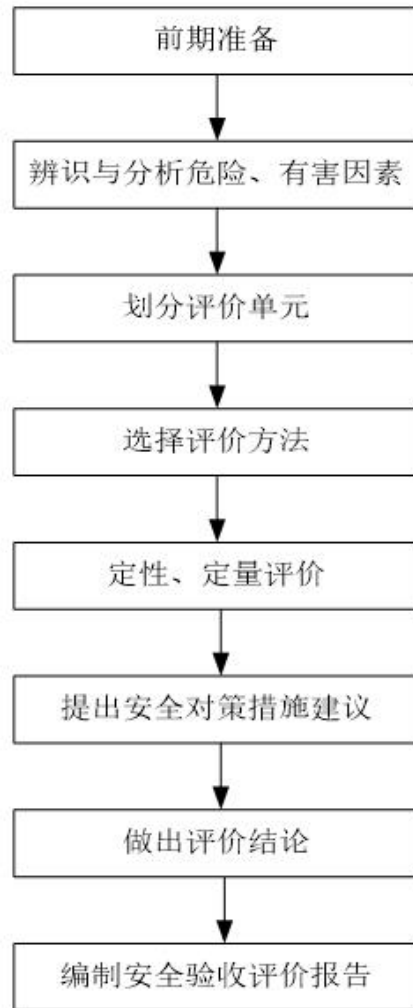 前期准备
辨识与分析危险、有害因素
划分评价单元
选择评价方法
定性、定量评价
提出安全对策措施建议
做出评价结论
编制安全验收评价报告